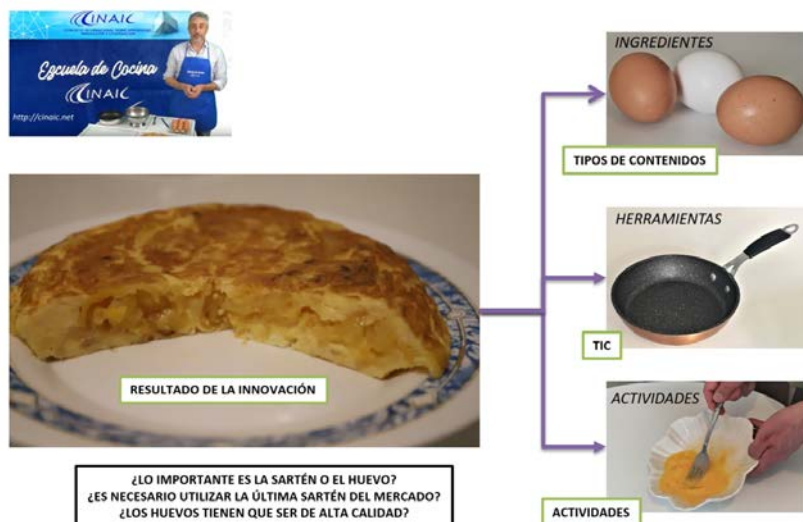 CINAIC
Escuela de Cocina
CINAIC
http://cinaic.net
INGREDIENTES
TIPOS DE CONTENIDOS
HERRAMIENTAS
TIC
RESULTADO DE LA INNOVACIÓN
ACTIVIDADES
ACTIVIDADES
¿LO IMPORTANTE ES LA SARTÉN O EL HUEVO?
¿ES NECESARIO UTILIZAR LA ÚLTIMA SARTÉN DEL MERCADO?
¿LOS HUEVOS TIENEN QUE SER DE ALTA CALIDAD?